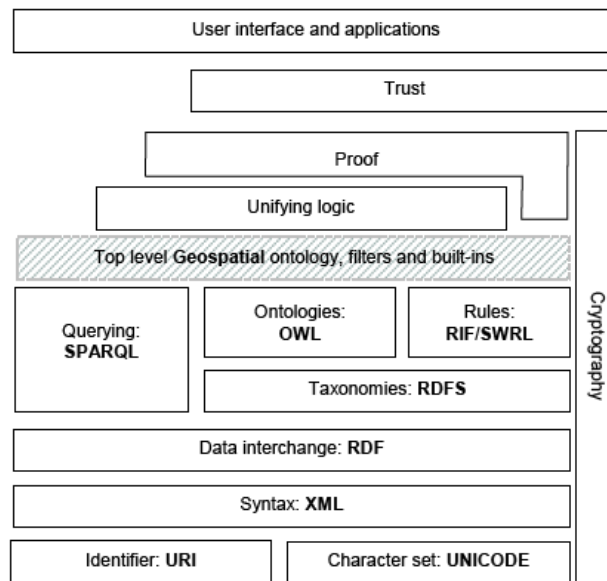 User interface and applications
Trust
Proof
Unifying logic
Top level Geospatial ontology, filters and built-ins
Querying:
SPARQL
Ontologies:
OWL
Rules:
RIF/SWRL
Taxonomies: RDFS
Data interchange: RDF
Syntax: XML
Identifier: URI
Character set: UNICODE
Cryptography